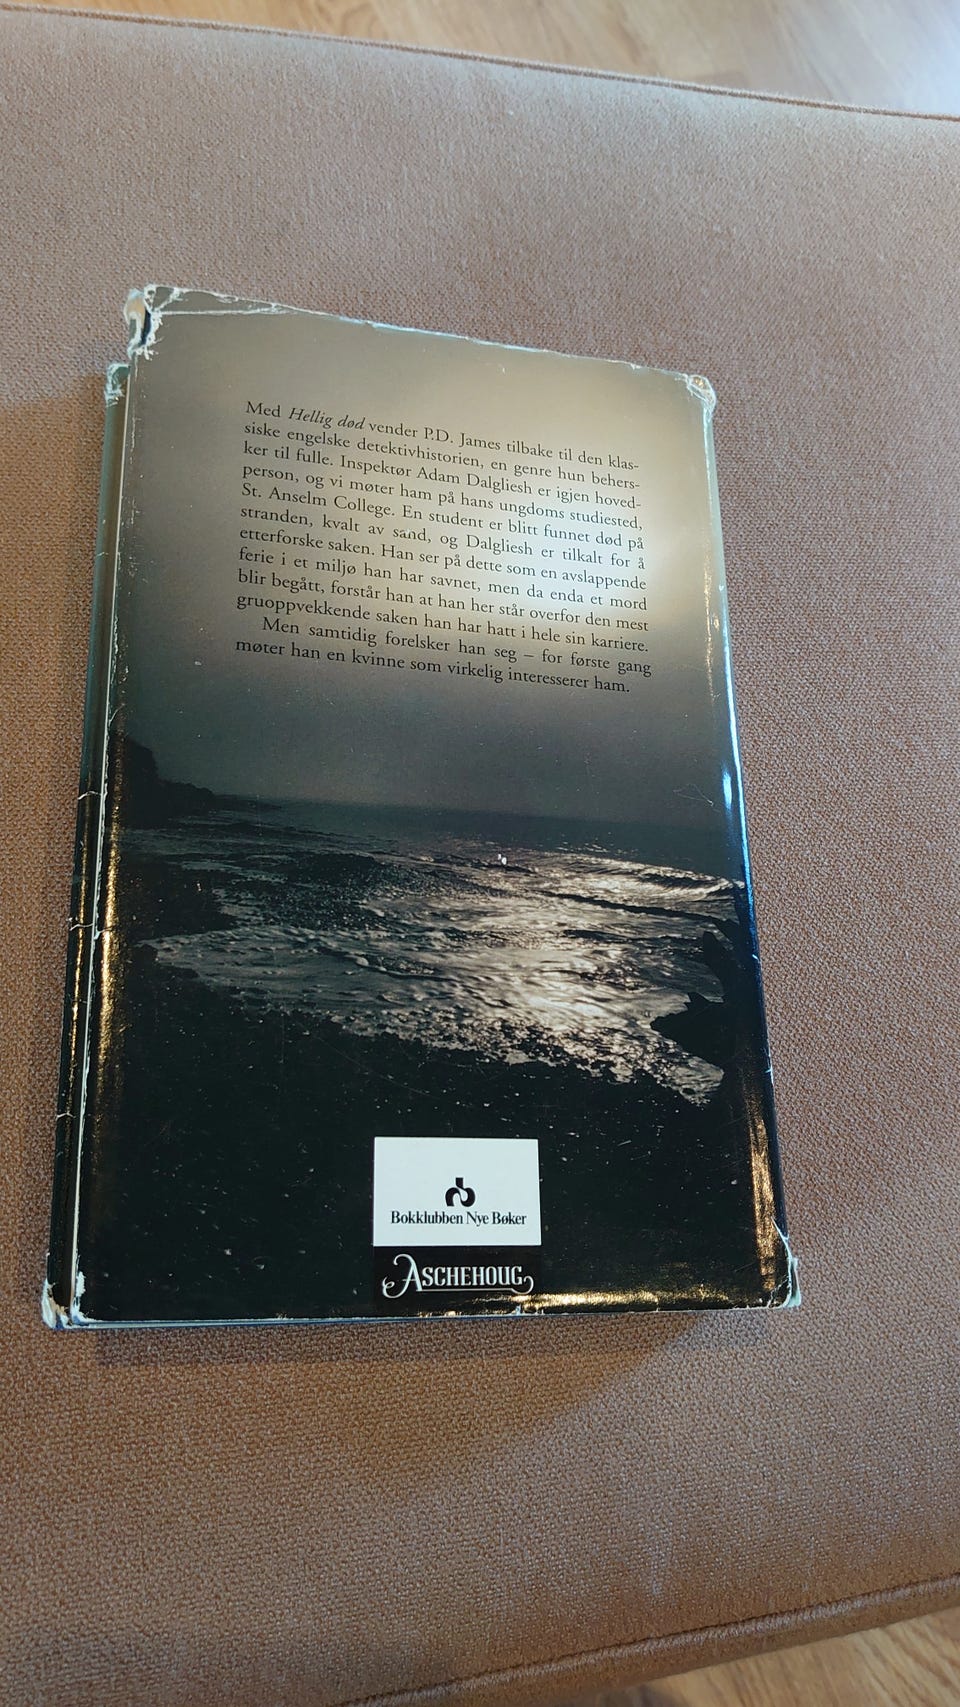 Med Hellig død vender P.D. James tilbake til den klas-
siske engelske detektivhistorien, en genre hun behers-
ker til fulle. Inspektør Adam Dalgliesh er igjen hoved-
person, og vi møter ham på hans ungdoms studiested,
St. Anselm College. En student er blitt funnet død på
stranden, kvalt av sand, og Dalgliesh er tilkalt for å
etterforske saken. Han ser på dette som en avslappende
ferie i et miljø han har savnet, men da enda et mord
blir begått, forstår han at han her står overfor den mest
gruoppvekkende saken han har hatt i hele sin karriere.
Men samtidig forelsker han seg – for første gang
møter han en kvinne som virkelig interesserer ham.
Bokklubben Nye Bøker
ASCHEHOUG